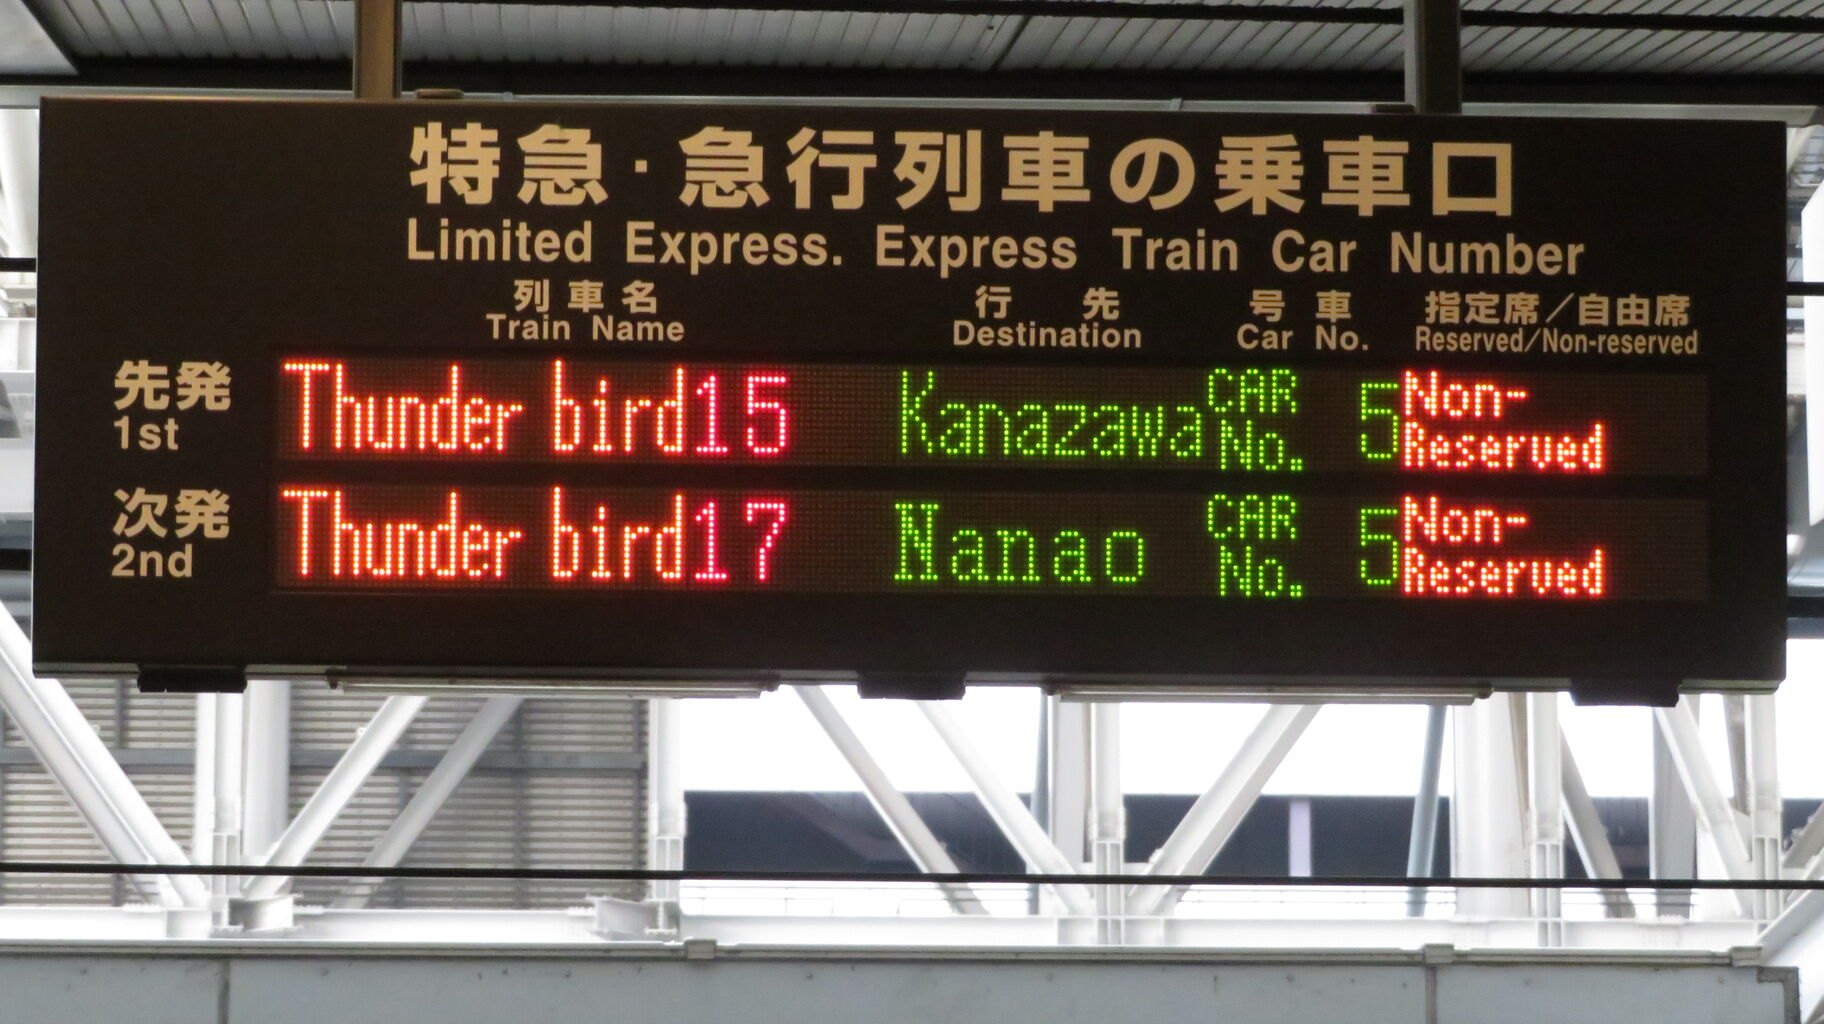 特急・急行列車の乗車口
Limited Express. Express Train Car Number
列車名 行先 号車 指定席／自由席
Train Name Destination Car No. Reserved/Non-reserved
先発 Thunder bird15 Kanazawa CAR No. 5 Non-Reserved
1st
次発 Thunder bird17 Nanao CAR No. 5 Non-Reserved
2nd